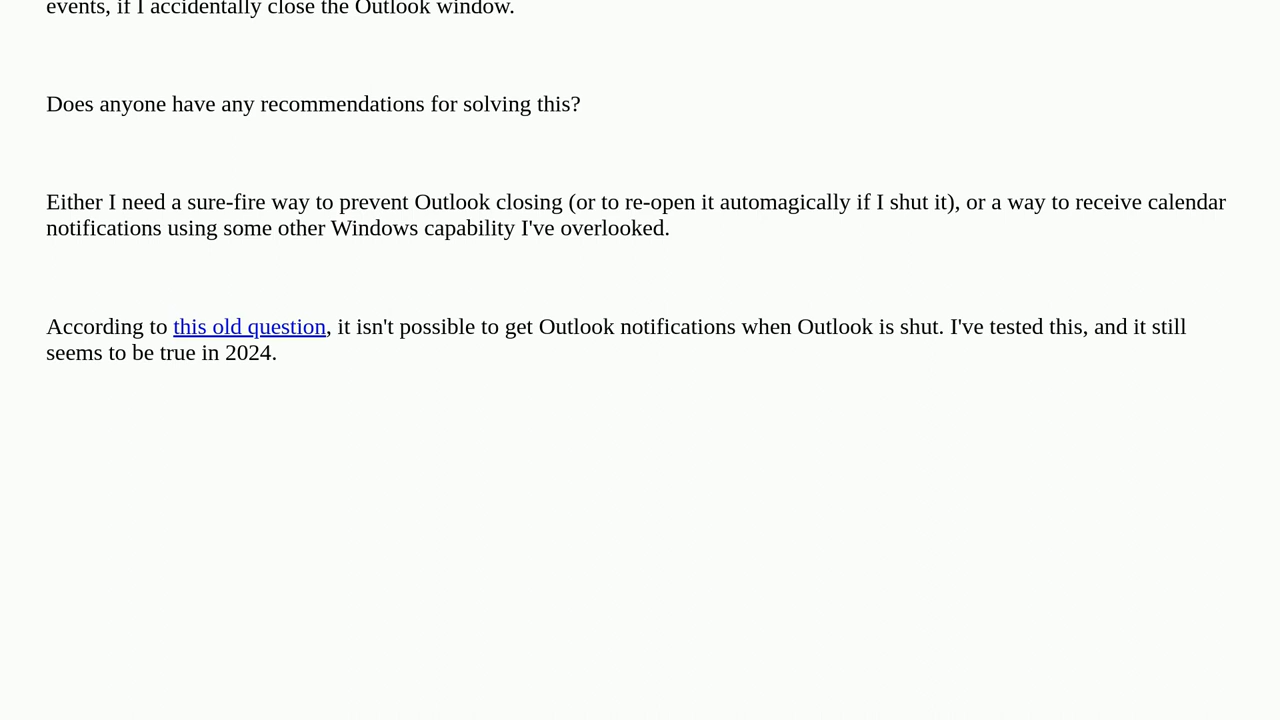 events, if I accidentally close the Outlook window.
Does anyone have any recommendations for solving this?
Either I need a sure-fire way to prevent Outlook closing (or to re-open it automagically if I shut it), or a way to receive calendar
notifications using some other Windows capability I've overlooked.
According to this old question, it isn't possible to get Outlook notifications when Outlook is shut. I've tested this, and it still
seems to be true in 2024.